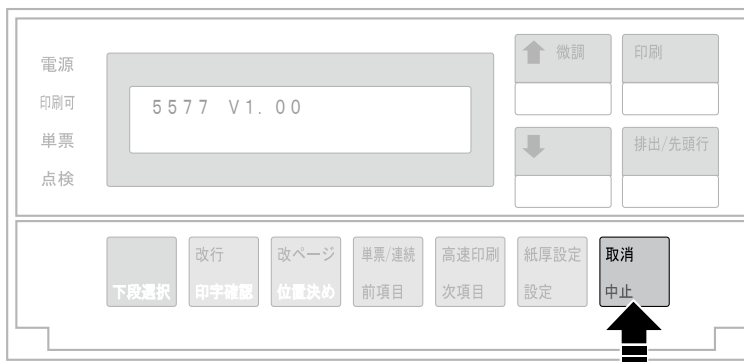 電源
印刷可
単票
点検
5577 V1.00
微調
印刷
排出/先頭行
下段選択
改行
印字確認
改ページ
位置決め
単票/連続
前項目
高速印刷
次項目
紙厚設定
設定
取消
中止